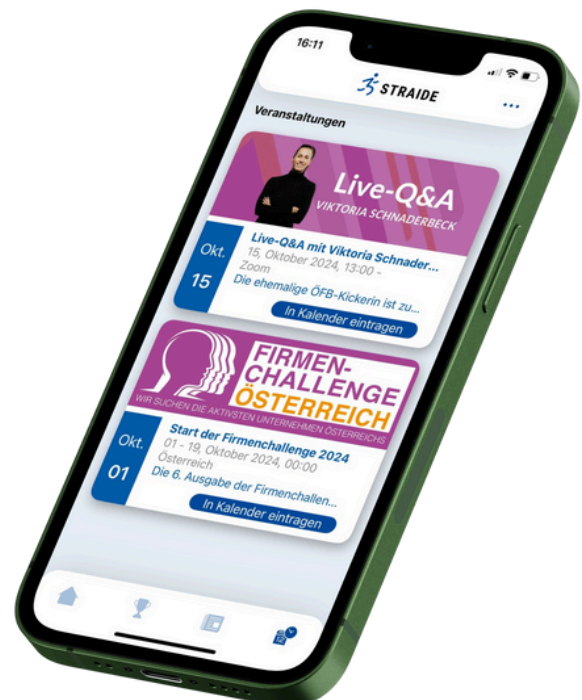 16:11
STRAIDE
Veranstaltungen
Live-Q&A
VIKTORIA SCHNADERBECK
Okt.
15
Live-Q&A mit Viktoria Schnader...
15, Oktober 2024, 13:00 -
Zoom
Die ehemalige ÖFB-Kickerin ist zu...
In Kalender eintragen
FIRMEN-
CHALLENGE
ÖSTERREICH
WIR SUCHEN DIE AKTIVSTEN UNTERNEHMEN ÖSTERREICHS
Okt.
01
Start der Firmenchallenge 2024
01 - 19, Oktober 2024, 00:00
Österreich
Die 6. Ausgabe der Firmenchallen...
In Kalender eintragen